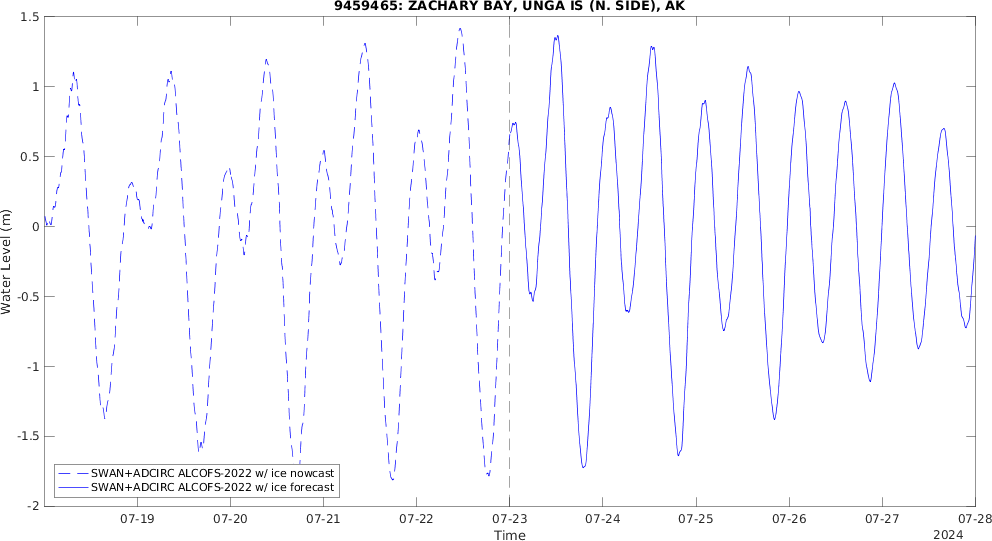 9459465: ZACHARY BAY, UNGA IS (N. SIDE), AK
1.5
1
0.5
0
-0.5
-1
-1.5
-2
Water Level (m)
SWAN+ADCIRC ALCOFS-2022 w/ ice nowcast
SWAN+ADCIRC ALCOFS-2022 w/ ice forecast
07-19 07-20 07-21 07-22 07-23 07-24 07-25 07-26 07-27 07-28
Time
2024